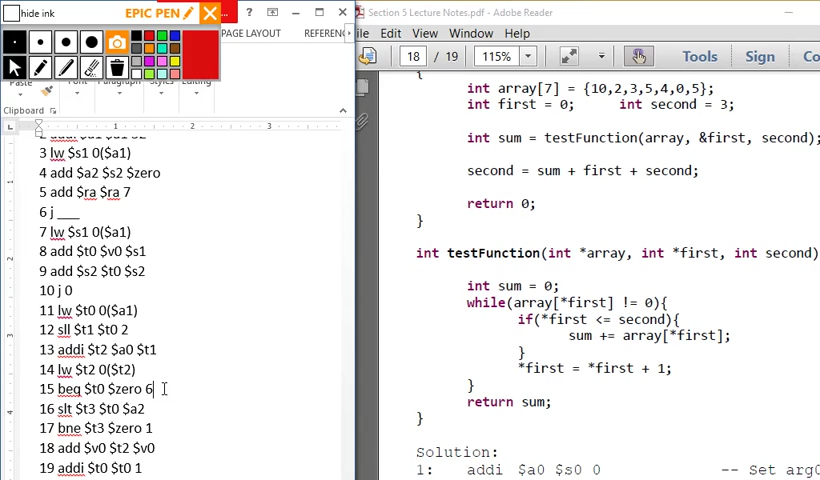 hide ink
EPIC PEN
PAGE LAYOUT
REFEREN
Clipboard
Font
Paragraph
Styles
Editing
1
2
3
3 lw $s1 0($a1)
4 add $a2 $s2 $zero
5 add $ra $ra 7
6 j ___
7 lw $s1 0($a1)
8 add $t0 $v0 $s1
9 add $s2 $t0 $s2
10 j 0
11 lw $t0 0($a1)
12 sll $t1 $t0 2
13 addi $t2 $a0 $t1
14 lw $t2 0($t2)
15 beq $t0 $zero 6
16 slt $t3 $t0 $a2
17 bne $t3 $zero 1
18 add $v0 $t2 $v0
19 addi $t0 $t0 1
Section 5 Lecture Notes.pdf - Adobe Reader
ile Edit View Window Help
18 / 19 115% Tools Sign Co
{
int array[7] = {10,2,3,5,4,0,5};
int first = 0; int second = 3;
int sum = testFunction(array, &first, second);
second = sum + first + second;
return 0;
}
int testFunction(int *array, int *first, int second)
int sum = 0;
while(array[*first] != 0){
if(*first <= second){
sum += array[*first];
}
*first = *first + 1;
}
return sum;
}
Solution:
1: addi $a0 $s0 0 -- Set arg0